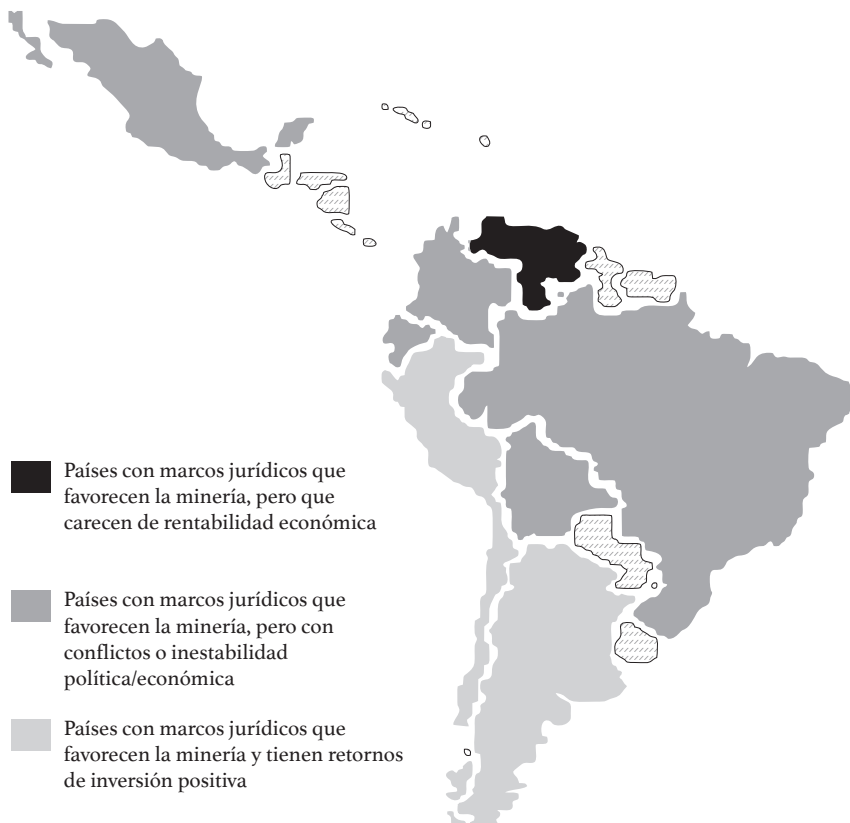 Países con marcos jurídicos que
favorecen la minería, pero que
carecen de rentabilidad económica
Países con marcos jurídicos que
favorecen la minería, pero con
conflictos o inestabilidad
política/económica
Países con marcos jurídicos que
favorecen la minería y tienen retornos
de inversión positiva